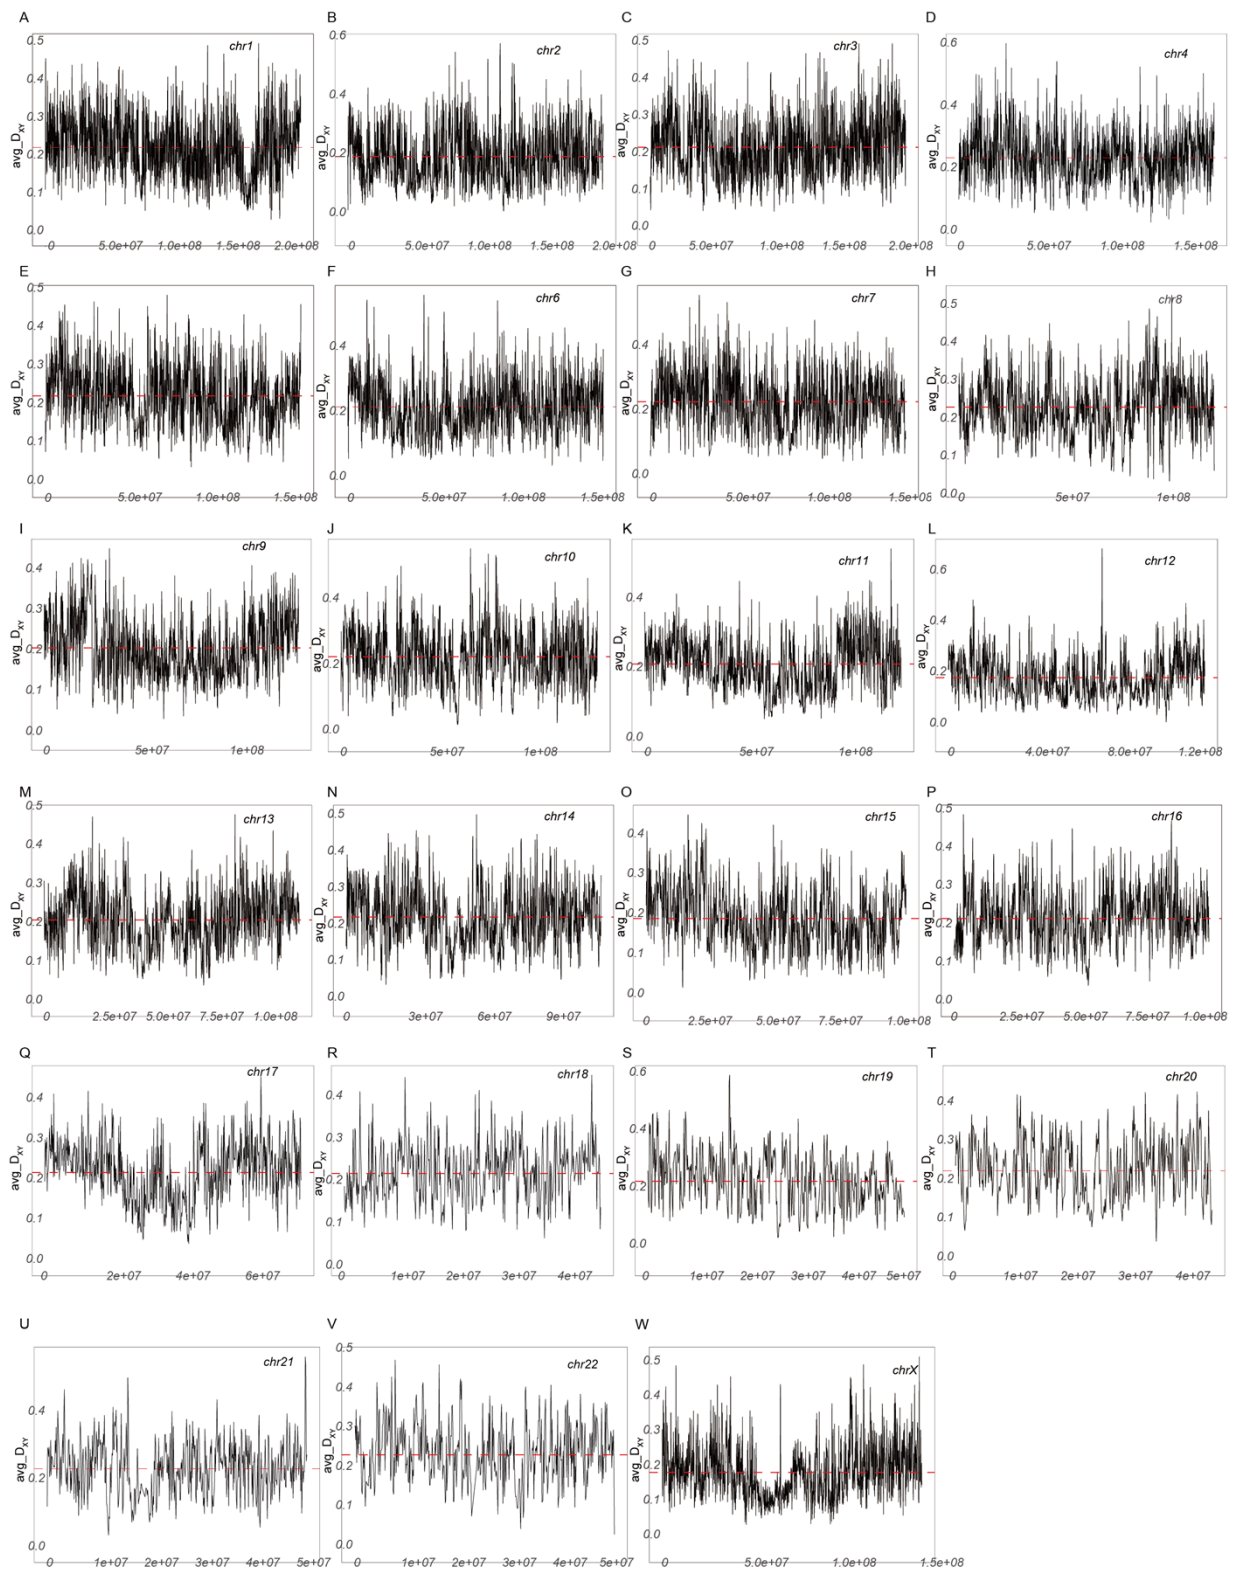 A B C D
chr1 chr2 chr3 chr4
avg_DXY avg_DXY avg_DXY avg_DXY
0.5 0.4 0.3 0.2 0.1 0.0
0 5.0e+07 1.0e+08 1.5e+08 2.0e+08
0.6 0.4 0.2 0.0
0 5.0e+07 1.0e+08 1.5e+08 2.0e+08
0.5 0.4 0.3 0.2 0.1 0.0
0 5.0e+07 1.0e+08 1.5e+08 2.0e+08
0.6 0.4 0.2 0.0
0 5.0e+07 1.0e+08 1.5e+08
E F G H
chr6 chr7 chr8
avg_DXY avg_DXY avg_DXY avg_DXY
0.5 0.4 0.3 0.2 0.1 0.0
0 5.0e+07 1.0e+08 1.5e+08
0.4 0.2 0.0
0 5.0e+07 1.0e+08 1.5e+08
0.4 0.2 0.0
0 5.0e+07 1.0e+08 1.5e+08
0.5 0.4 0.3 0.2 0.1 0.0
0 5e+07 1e+08
I J K L
chr9 chr10 chr11 chr12
avg_DXY avg_DXY avg_DXY avg_DXY
0.4 0.3 0.2 0.1 0.0
0 5e+07 1e+08
0.4 0.2 0.0
0 5e+07 1e+08
0.4 0.2 0.0
0 5e+07 1e+08
0.6 0.4 0.2 0.0
0 4.0e+07 8.0e+07 1.2e+08
M N O P
chr13 chr14 chr15 chr16
avg_DXY avg_DXY avg_DXY avg_DXY
0.5 0.4 0.3 0.2 0.1 0.0
0 2.5e+07 5.0e+07 7.5e+07 1.0e+08
0.5 0.4 0.3 0.2 0.1 0.0
0 3e+07 6e+07 9e+07
0.4 0.3 0.2 0.1 0.0
0 2.5e+07 5.0e+07 7.5e+07 1.0e+08
0.5 0.4 0.3 0.2 0.1 0.0
0 2.5e+07 5.0e+07 7.5e+07 1.0e+08
Q R S T
chr17 chr18 chr19 chr20
avg_DXY avg_DXY avg_DXY avg_DXY
0.4 0.3 0.2 0.1 0.0
0 2e+07 4e+07 6e+07
0.4 0.3 0.2 0.1 0.0
0 1e+07 2e+07 3e+07 4e+07
0.6 0.4 0.2 0.0
0 1e+07 2e+07 3e+07 4e+07 5e+07
0.4 0.3 0.2 0.1 0.0
0 1e+07 2e+07 3e+07 4e+07
U V W
chr21 chr22 chrX
avg_DXY avg_DXY avg_DXY
0.4 0.2 0.0
1e+07 2e+07 3e+07 4e+07 5e+07
0.5 0.4 0.3 0.2 0.1 0.0
0 1e+07 2e+07 3e+07 4e+07 5e+07
0.5 0.4 0.3 0.2 0.1 0.0
0 5.0e+07 1.0e+08 1.5e+08